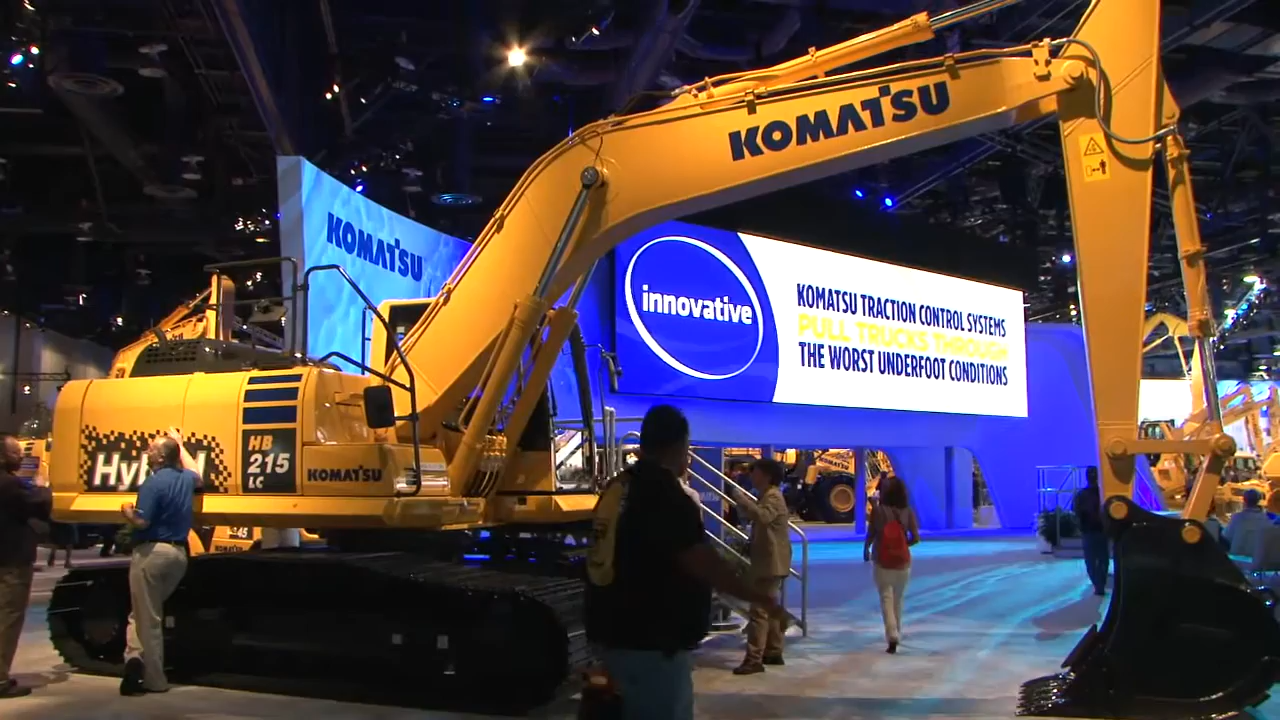 KOMATSU
KOMATSU
innovative
KOMATSU TRACTION CONTROL SYSTEMS
PULL TRUCKS THROUGH
THE WORST UNDERFOOT CONDITIONS
HB
215
LC
KOMATSU